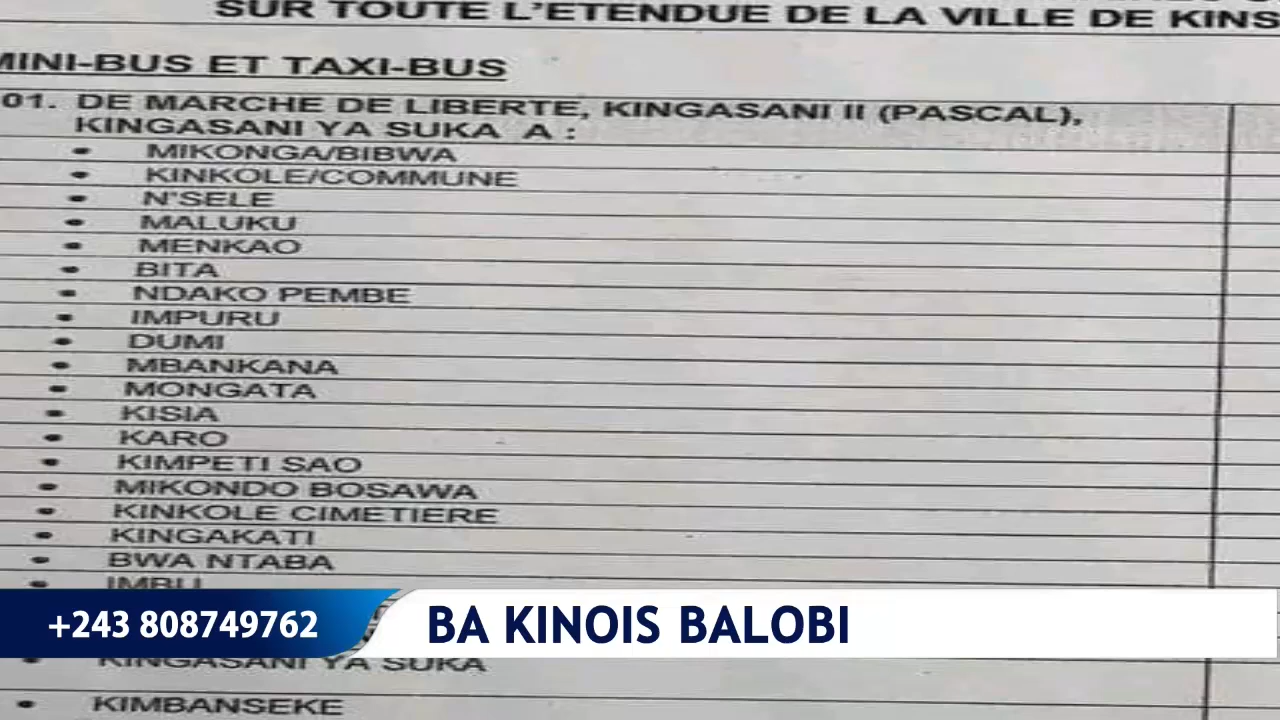 SUR TOUTE L'ETENDUE DE LA VILLE DE KINS
MINI-BUS ET TAXI-BUS
01. DE MARCHE DE LIBERTE, KINGASANI II (PASCAL),
KINGASANI YA SUKA A :
• MIKONGA/BIBWA
• KINKOLE/COMMUNE
• N'SELE
• MALUKU
• MENKAO
• BITA
• NDAKO PEMBE
• IMPURU
• DUMI
• MBANKANA
• MONGATA
• KISIA
• KARO
• KIMPETI SAO
• MIKONDO BOSAWA
• KINKOLE CIMETIERE
• KINGAKATI
• BWA NTABA
• IMBU
+243 808749762
BA KINOIS BALOBI
• KINGASANI YA SUKA
• KIMBANSEKE